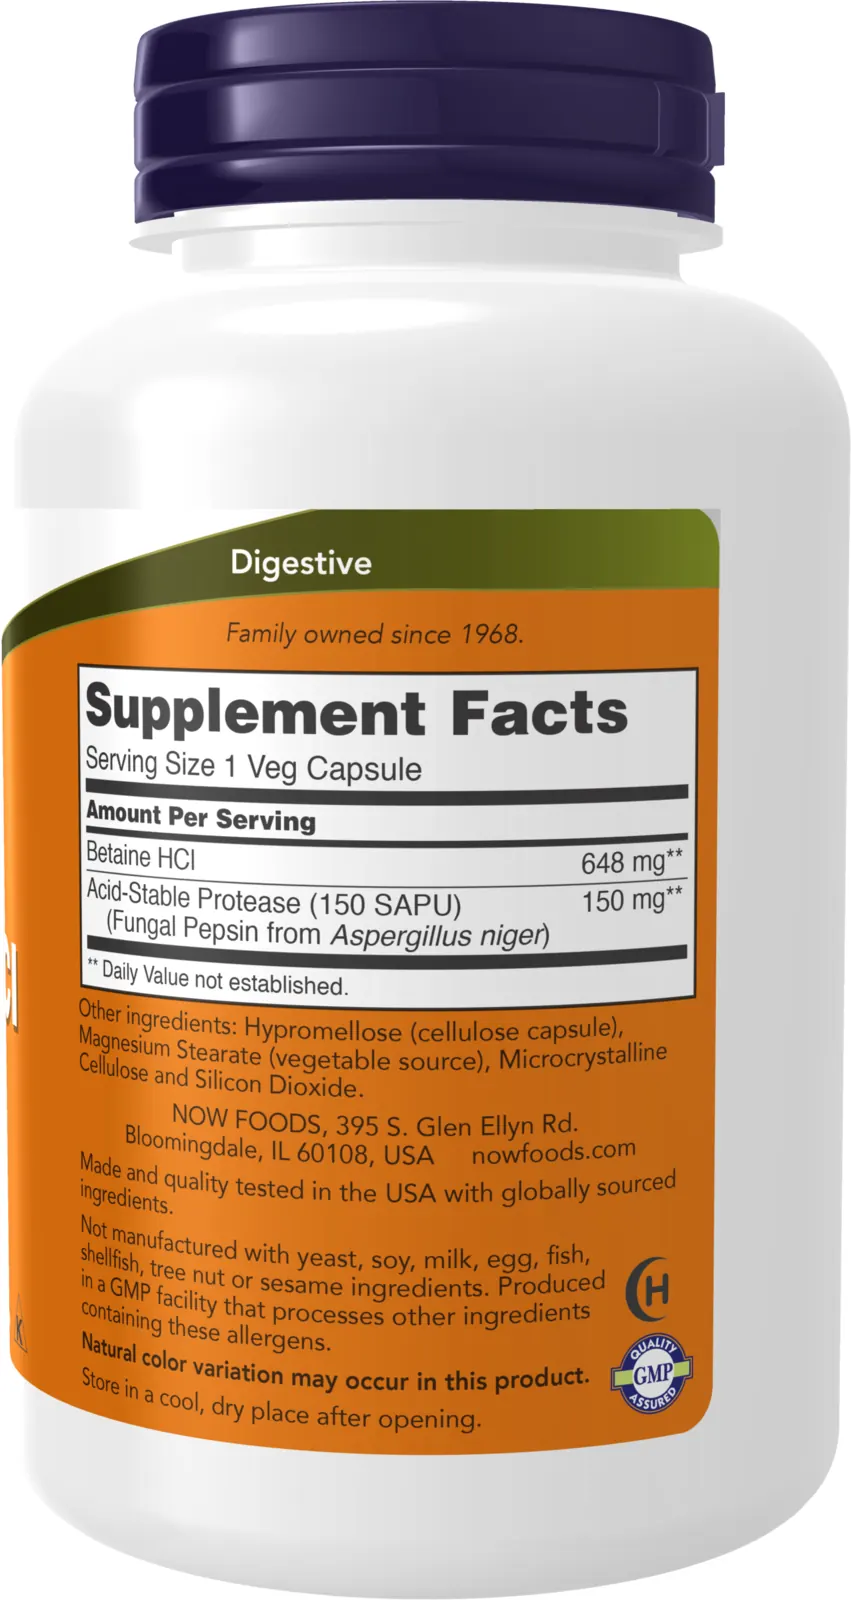 Digestive
Family owned since 1968.
Supplement Facts
Serving Size 1 Veg Capsule
Amount Per Serving
Betaine HCl 648 mg**
Acid-Stable Protease (150 SAPU) 150 mg**
(Fungal Pepsin from Aspergillus niger)
** Daily Value not established.
Other ingredients: Hypromellose (cellulose capsule),
Magnesium Stearate (vegetable source), Microcrystalline
Cellulose and Silicon Dioxide.
NOW FOODS, 395 S. Glen Ellyn Rd.
Bloomingdale, IL 60108, USA nowfoods.com
Made and quality tested in the USA with globally sourced
ingredients.
Not manufactured with yeast, soy, milk, egg, fish,
shellfish, tree nut or sesame ingredients. Produced
in a GMP facility that processes other ingredients
containing these allergens.
Natural color variation may occur in this product.
Store in a cool, dry place after opening.
H
QUALITY
GMP
ASSURED
K